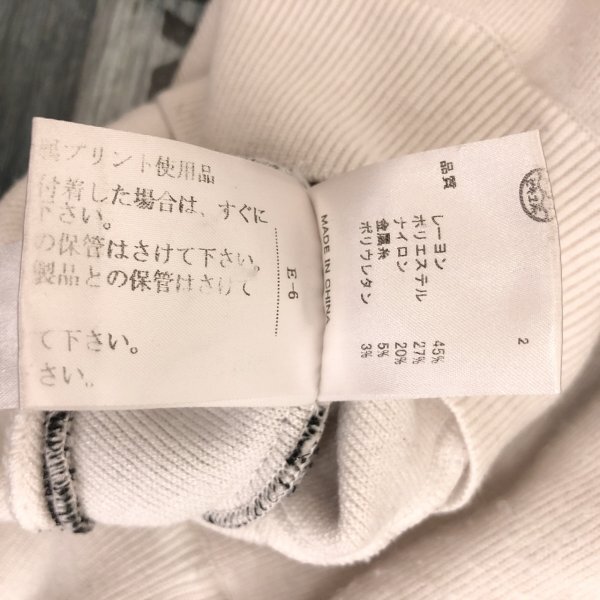 プリント使用品
付着した場合は、すぐに
下さい。
の保管はさけて下さい。
製品との保管はさけて
て下さい。
さい。
E-6
MADE IN CHINA
2
品質
レーヨン 45%
ポリエステル 27%
ナイロン 20%
金属糸 5%
ポリウレタン 3%